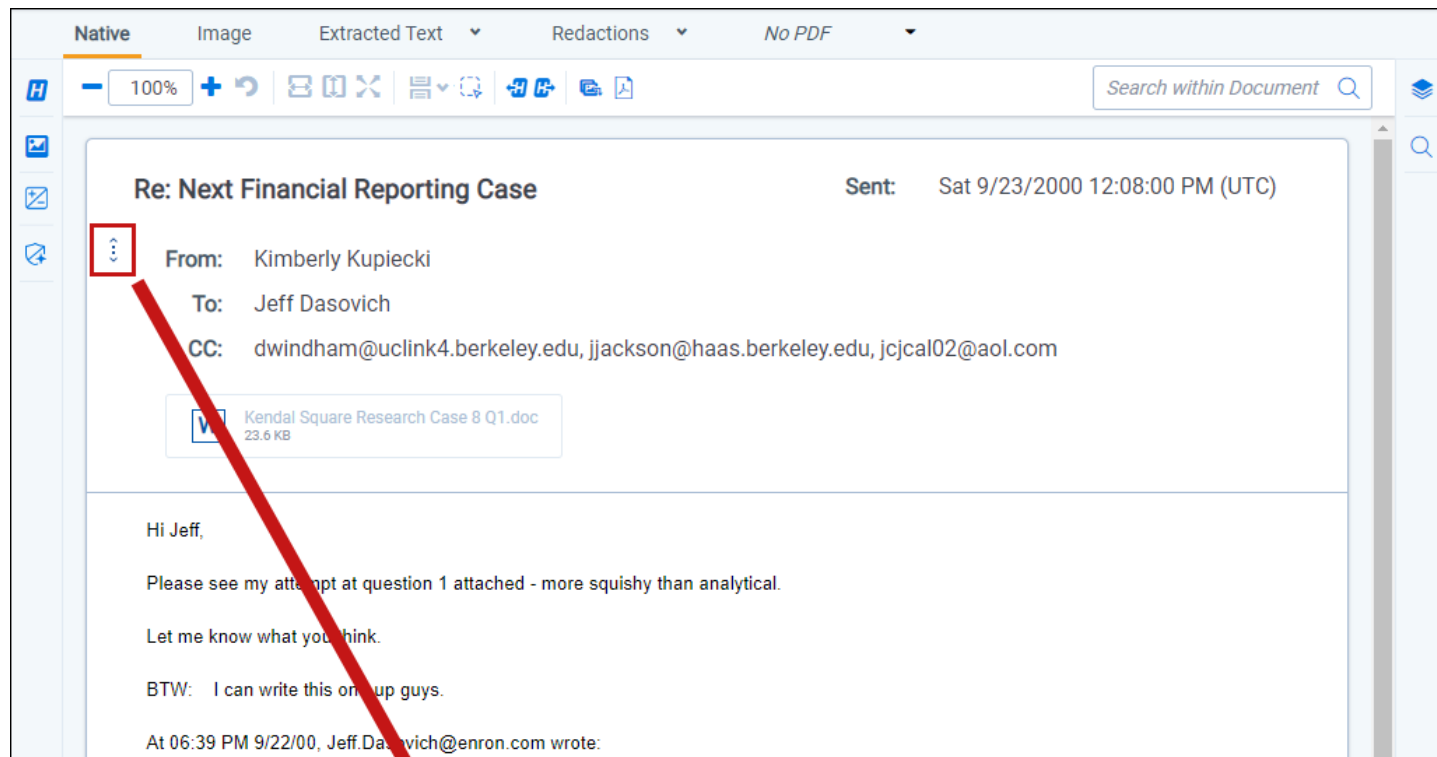 Native Image Extracted Text Redactions No PDF
100% Search within Document
Re: Next Financial Reporting Case Sent: Sat 9/23/2000 12:08:00 PM (UTC)
From: Kimberly Kupiecki
To: Jeff Dasovich
CC: dwindham@uclink4.berkeley.edu, jjackson@haas.berkeley.edu, jcjcal02@aol.com
W Kendal Square Research Case 8 Q1.doc
23.6 KB
Hi Jeff,
Please see my attempt at question 1 attached - more squishy than analytical.
Let me know what you think.
BTW: I can write this one up guys.
At 06:39 PM 9/22/00, Jeff.Dasovich@enron.com wrote: